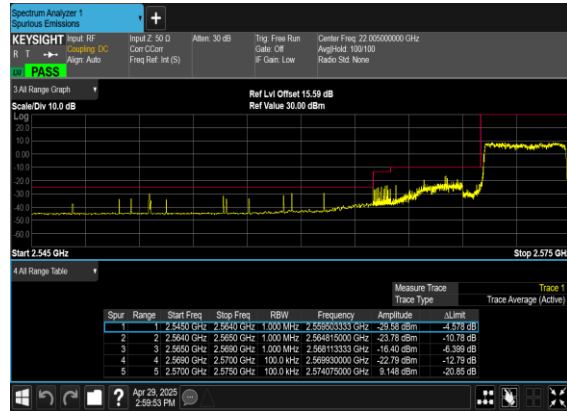 Spectrum Analyzer 1
Spurious Emissions
KEYSIGHT Input: RF Input Z: 50 Ω Atten: 30 dB Trig: Free Run Center Freq: 22.005000000 GHz
R T Coupling: DC Corr CCorr Gate: Off Avg|Hold: 100/100
Align: Auto Freq Ref: Int (S) IF Gain: Low Radio Std: None
PASS
3 All Range Graph
Ref Lvl Offset 15.59 dB
Scale/Div 10.0 dB Ref Value 30.00 dBm
Log
20.0
10.0
0.00
-10.0
-20.0
-30.0
-40.0
-50.0
-60.0
Start 2.545 GHz Stop 2.575 GH
4 All Range Table
Measure Trace Trace 1
Trace Type Trace Average (Active)
Spur Range Start Freq Stop Freq RBW Frequency Amplitude ΔLimit
1 1 2.5450 GHz 2.5640 GHz 1.000 MHz 2.559503333 GHz -29.58 dBm -4.578 dB
2 2 2.5640 GHz 2.5650 GHz 1.000 MHz 2.564815000 GHz -23.78 dBm -10.78 dB
3 3 2.5650 GHz 2.5690 GHz 1.000 MHz 2.568113333 GHz -16.40 dBm -6.399 dB
4 4 2.5690 GHz 2.5700 GHz 100.0 kHz 2.569930000 GHz -22.79 dBm -12.79 dB
5 5 2.5700 GHz 2.5750 GHz 100.0 kHz 2.574075000 GHz 9.148 dBm -20.85 dB
Apr 29, 2025
2:59:53 PM